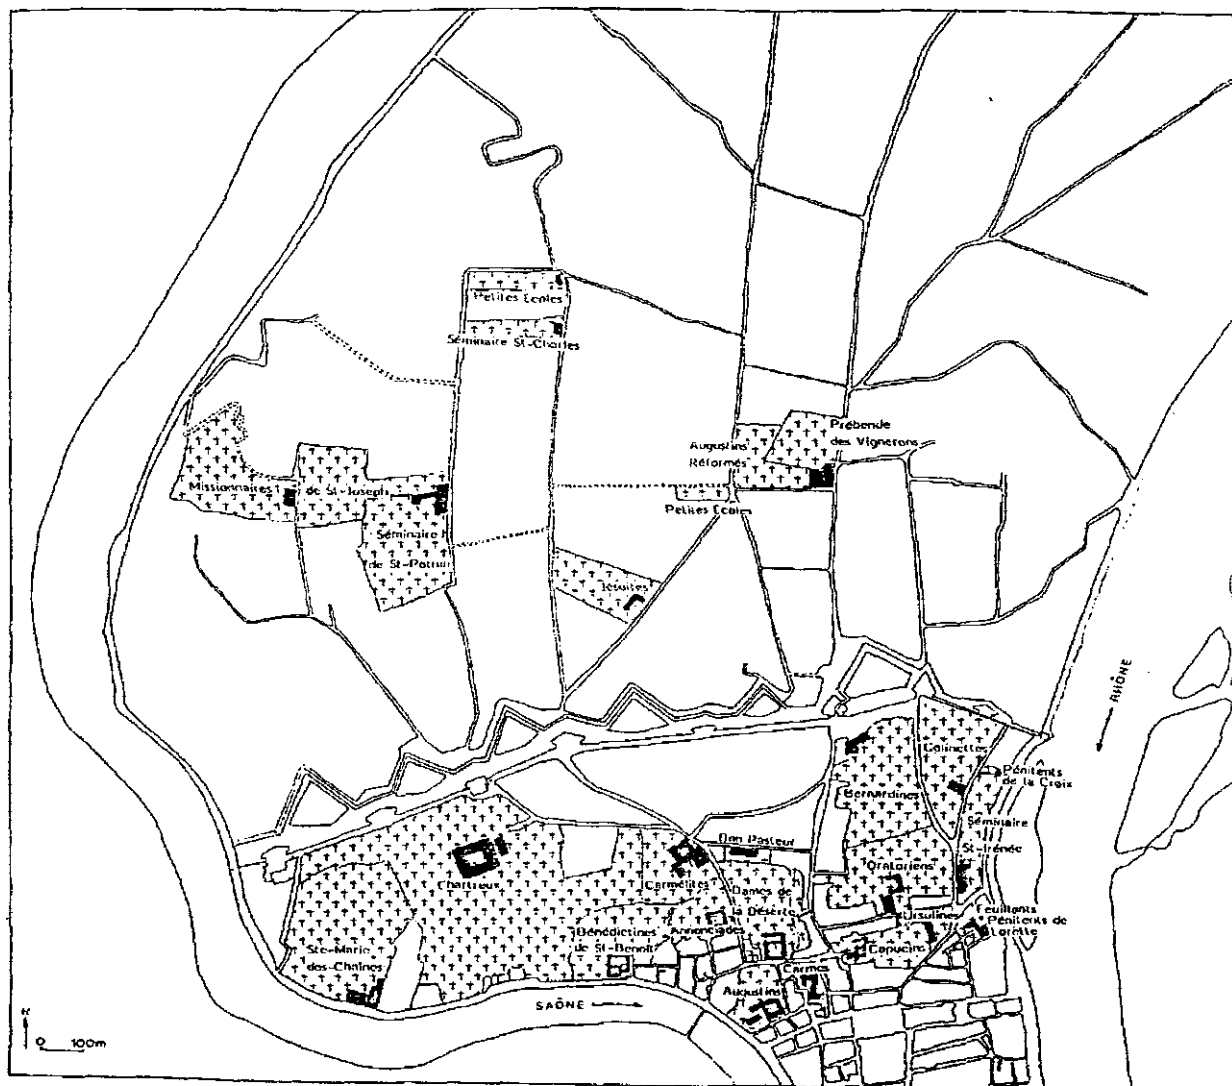 Petites Ecoles
Séminaire St-Charles
Prébende
des Vignerons
Augustins
Réformés
Missionnaires
de St-Joseph
Petites Ecol
Séminaire
de St-Pothin
Jésuites
RHÔNE
Colinettes
Pénitents
de la Croix
Bernardines
Séminaire
St-Irénée
Bon Pasteur
Oratoriens
Chartreux
Carmélites
Dames de
la Déserte
Ursulines
Feuillants
Pénitents de
Lorette
Bénédictines
de St-Benoît
Annonciades
Capucins
Ste-Marie
des-Chaînes
Carmes
Augustins
SAÔNE
N
0 100m